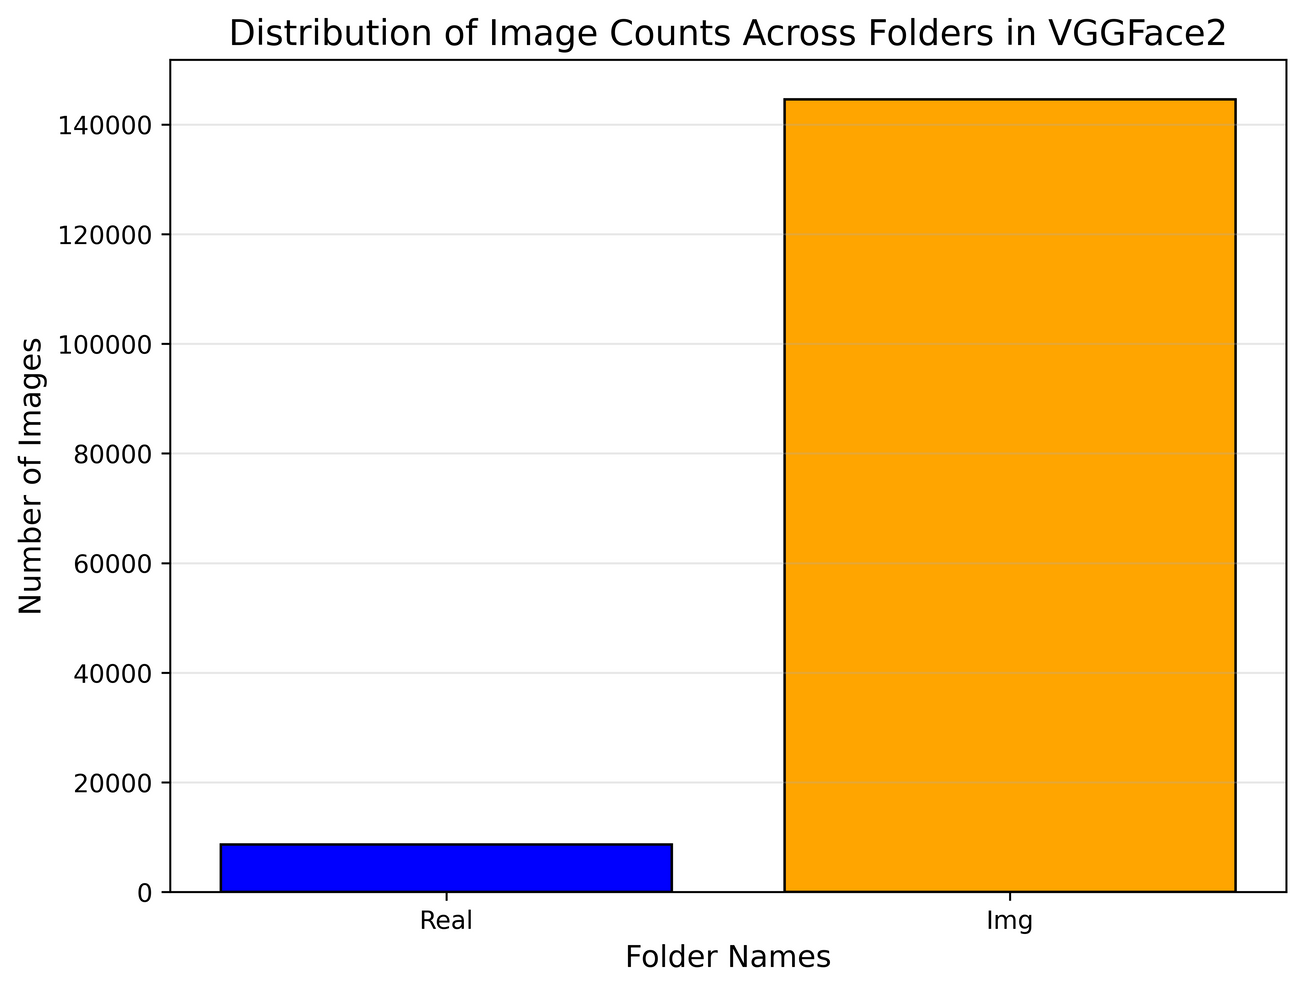 Distribution of Image Counts Across Folders in VGGFace2
Number of Images
140000
120000
100000
80000
60000
40000
20000
0
Real
Img
Folder Names